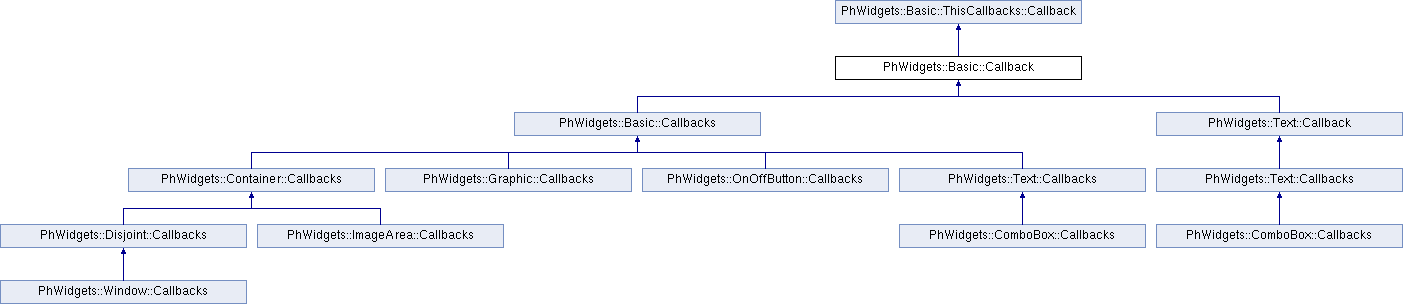 PhWidgets::Basic::ThisCallbacks::Callback
PhWidgets::Basic::Callback
PhWidgets::Basic::Callbacks
PhWidgets::Text::Callback
PhWidgets::Container::Callbacks
PhWidgets::Graphic::Callbacks
PhWidgets::OnOffButton::Callbacks
PhWidgets::Text::Callbacks
PhWidgets::Text::Callbacks
PhWidgets::Disjoint::Callbacks
PhWidgets::ImageArea::Callbacks
PhWidgets::ComboBox::Callbacks
PhWidgets::ComboBox::Callbacks
PhWidgets::Window::Callbacks